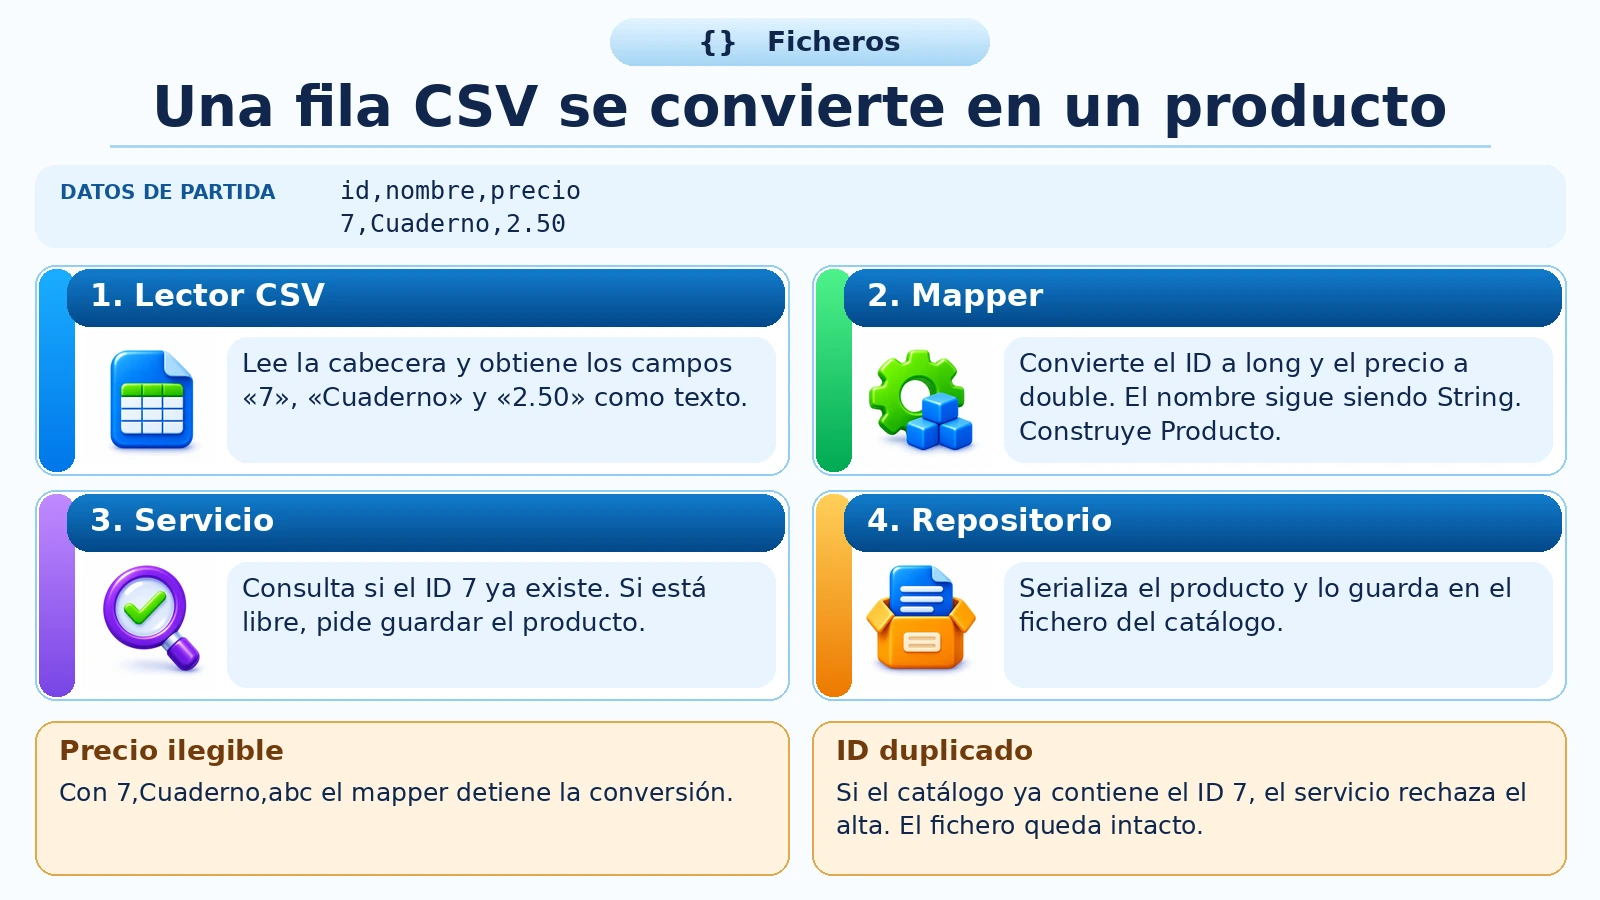 {} Ficheros
Una fila CSV se convierte en un producto
DATOS DE PARTIDA
id,nombre,precio
7,Cuaderno,2.50
1. Lector CSV
Lee la cabecera y obtiene los campos
«7», «Cuaderno» y «2.50» como texto.
2. Mapper
Convierte el ID a long y el precio a
double. El nombre sigue siendo String.
Construye Producto.
3. Servicio
Consulta si el ID 7 ya existe. Si está
libre, pide guardar el producto.
4. Repositorio
Serializa el producto y lo guarda en el
fichero del catálogo.
Precio ilegible
Con 7,Cuaderno,abc el mapper detiene la conversión.
ID duplicado
Si el catálogo ya contiene el ID 7, el servicio rechaza el
alta. El fichero queda intacto.